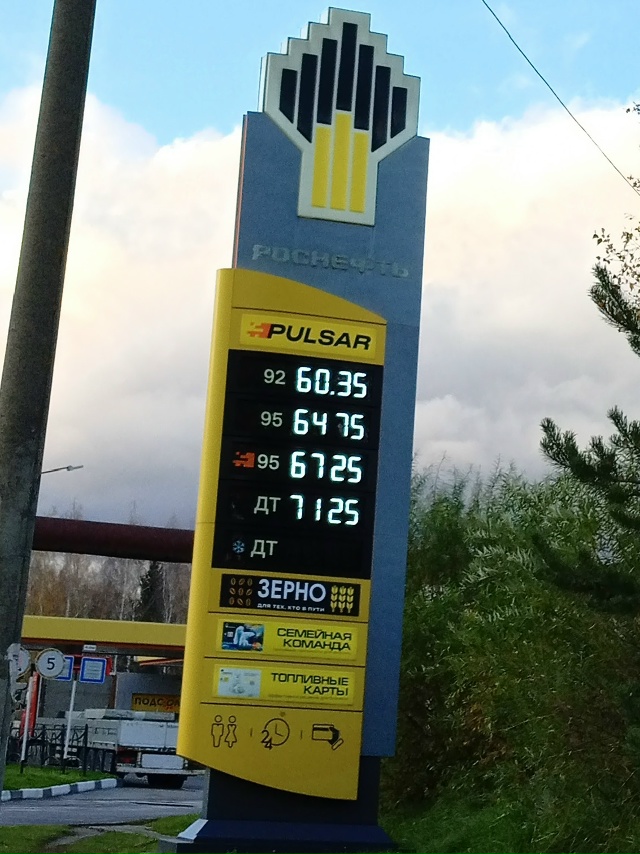 РОСНЕФТЬ
PULSAR
92 60.35
95 64 75
95 67 25
ДТ 71 25
ДТ
ЗЕРНО
ДЛЯ ТЕХ, КТО В ПУТИ
СЕМЕЙНАЯ
КОМАНДА
ТОПЛИВНЫЕ
КАРТЫ
24
5